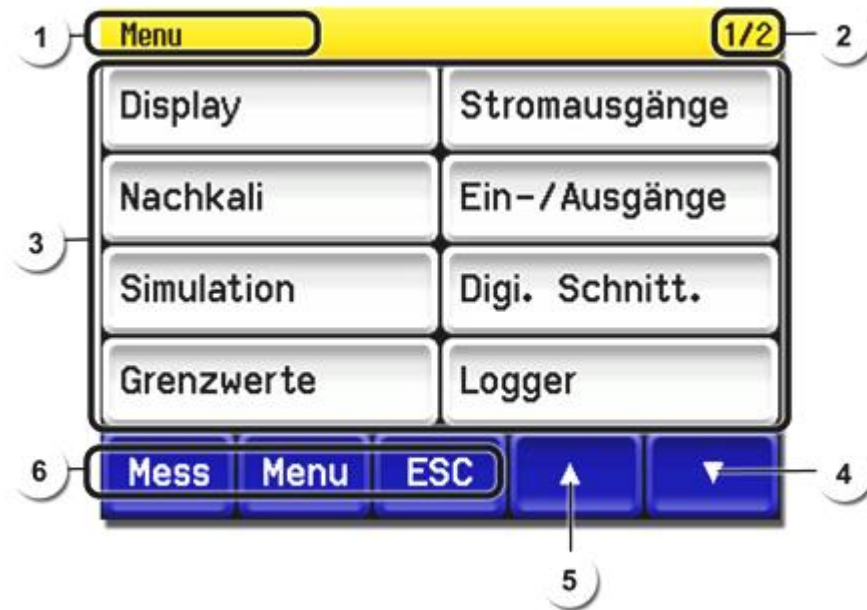 1 Menu 1/2 2
Display Stromausgänge
Nachkali Ein-/Ausgänge
3
Simulation Digi. Schnitt.
Grenzwerte Logger
6 Mess Menu ESC ▲ ▼ 4
5